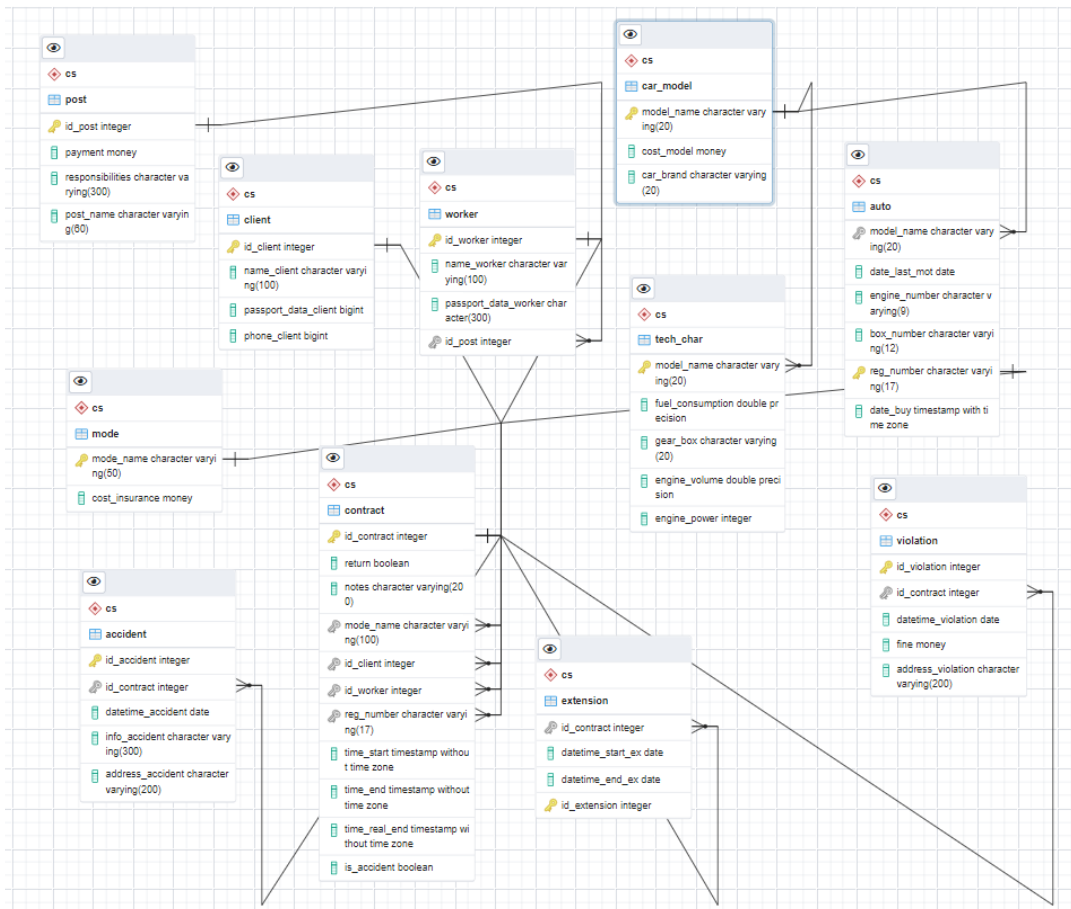 cs
post
id_post integer
payment money
responsibilities character va
rying(300)
post_name character varyin
g(60)
cs
client
id_client integer
name_client character varyi
ng(100)
passport_data_client bigint
phone_client bigint
cs
worker
id_worker integer
name_worker character var
ying(100)
passport_data_worker char
acter(300)
id_post integer
cs
car_model
model_name character vary
ing(20)
cost_model money
car_brand character varying
(20)
cs
auto
model_name character vary
ing(20)
date_last_mot date
engine_number character v
arying(9)
box_number character varyi
ng(12)
reg_number character varyi
ng(17)
date_buy timestamp with ti
me zone
cs
tech_char
model_name character vary
ing(20)
fuel_consumption double pr
ecision
gear_box character varying
(20)
engine_volume double preci
sion
engine_power integer
cs
mode
mode_name character varyi
ng(50)
cost_insurance money
cs
contract
id_contract integer
return boolean
notes character varying(20
0)
mode_name character varyi
ng(100)
id_client integer
id_worker integer
reg_number character varyi
ng(17)
time_start timestamp withou
t time zone
time_end timestamp without
time zone
time_real_end timestamp wi
thout time zone
is_accident boolean
cs
violation
id_violation integer
id_contract integer
datetime_violation date
fine money
address_violation character
varying(200)
cs
accident
id_accident integer
id_contract integer
datetime_accident date
info_accident character vary
ing(300)
address_accident character
varying(200)
cs
extension
id_contract integer
datetime_start_ex date
datetime_end_ex date
id_extension integer